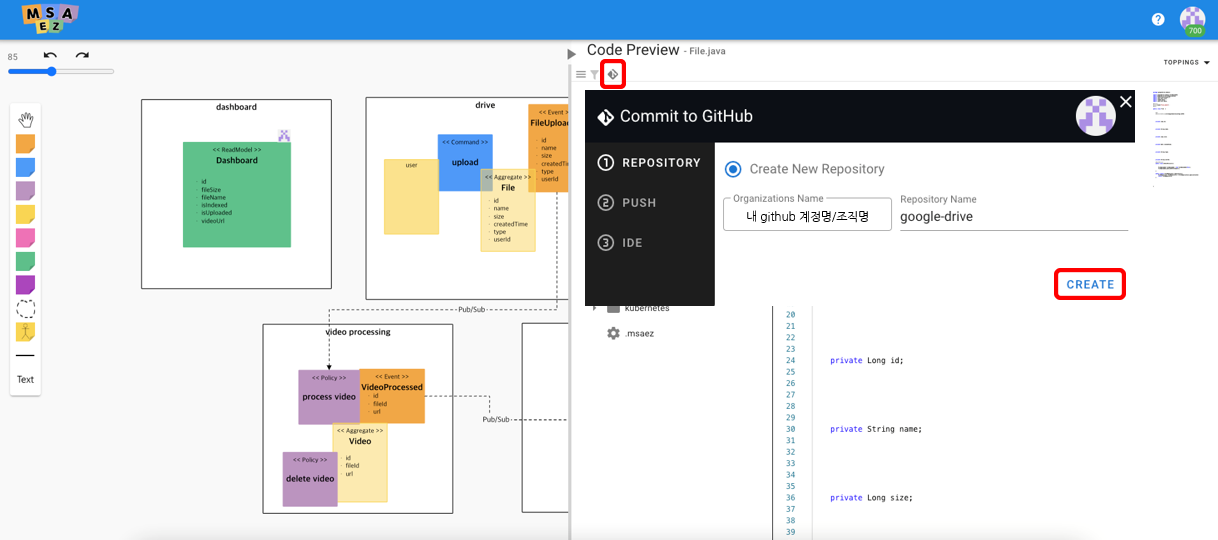 MSA
EZ
700
85
Code Preview - File.java
TOPPINGS
dashboard
<< ReadModel >>
Dashboard
- id
- fileSize
- fileName
- isIndexed
- isUploaded
- videoUrl
drive
user
<< Command >>
upload
<< Event >
FileUpload
- id
- name
- size
- createdTime
- type
- userId
<< Aggregate >>
File
- id
- name
- size
- createdTime
- type
- userId
Pub/Sub
video processing
<< Policy >>
process video
<< Event >>
VideoProcessed
- id
- fileId
- url
Pub/Sub
<< Aggregate >>
Video
- id
- fileId
- url
<< Policy >>
delete video
Text
Commit to GitHub
1 REPOSITORY
2 PUSH
3 IDE
Create New Repository
Organizations Name
내 github 계정명/조직명
Repository Name
google-drive
CREATE
kubernetes
.msaez
20
21
22
23
24 private Long id;
25
26
27
28
29
30 private String name;
31
32
33
34
35
36 private Long size;
37
38
39